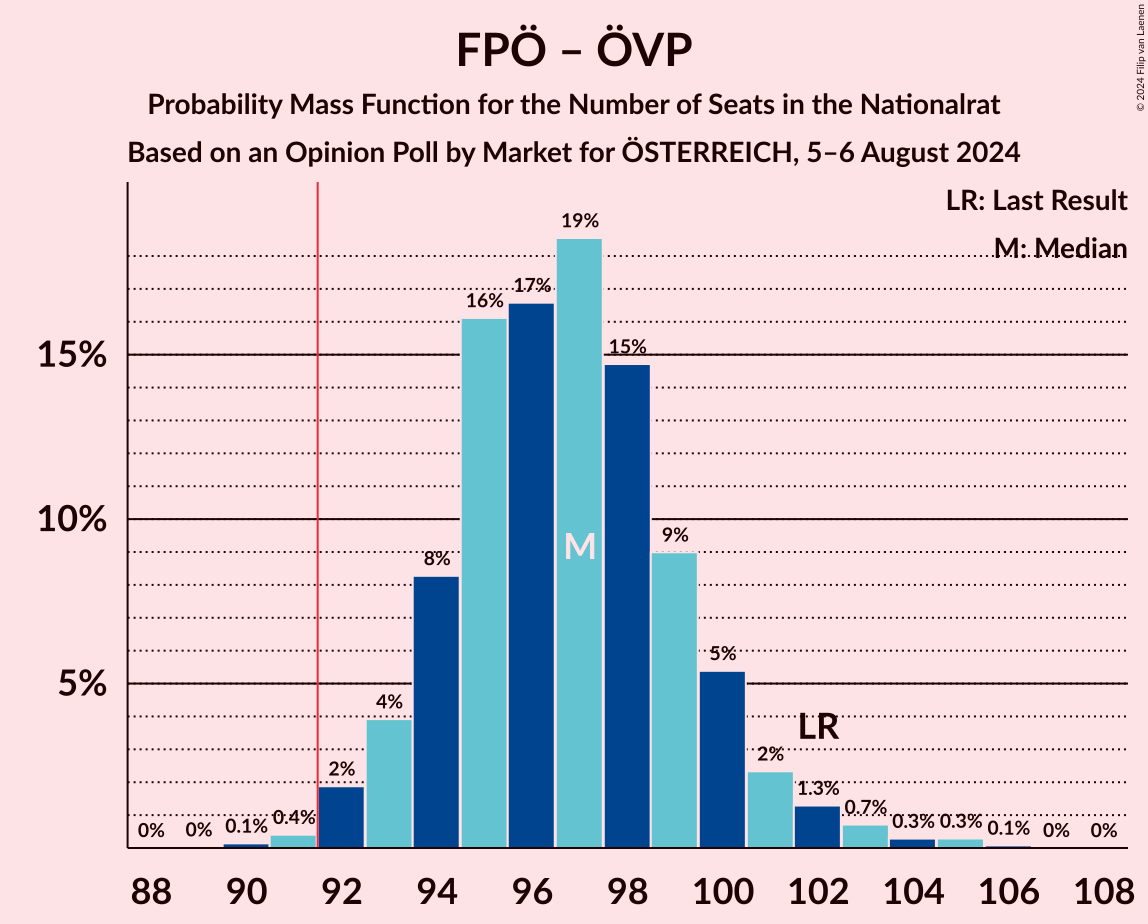 FPÖ – ÖVP
Probability Mass Function for the Number of Seats in the Nationalrat
Based on an Opinion Poll by Market for ÖSTERREICH, 5–6 August 2024
© 2024 Filip van Laenen
LR: Last Result
M: Median
15%
10%
5%
0%
0%
0.1%
0.4%
2%
4%
8%
16%
17%
19%
15%
9%
5%
2%
1.3%
0.7%
0.3%
0.3%
0.1%
0%
0%
M
LR
88 90 92 94 96 98 100 102 104 106 108